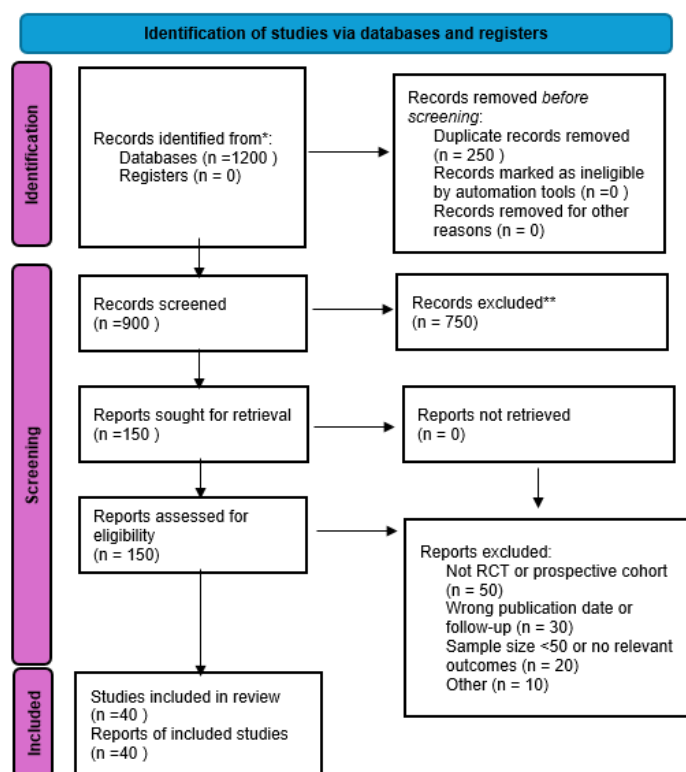 Identification of studies via databases and registers
Identification
Records identified from*:
Databases (n =1200 )
Registers (n = 0)
Records removed before
screening:
Duplicate records removed
(n = 250 )
Records marked as ineligible
by automation tools (n =0 )
Records removed for other
reasons (n = 0)
Screening
Records screened
(n =900 )
Records excluded**
(n = 750)
Reports sought for retrieval
(n =150 )
Reports not retrieved
(n = 0)
Reports assessed for
eligibility
(n = 150)
Reports excluded:
Not RCT or prospective cohort
(n = 50)
Wrong publication date or
follow-up (n = 30)
Sample size <50 or no relevant
outcomes (n = 20)
Other (n = 10)
Included
Studies included in review
(n =40 )
Reports of included studies
(n =40 )